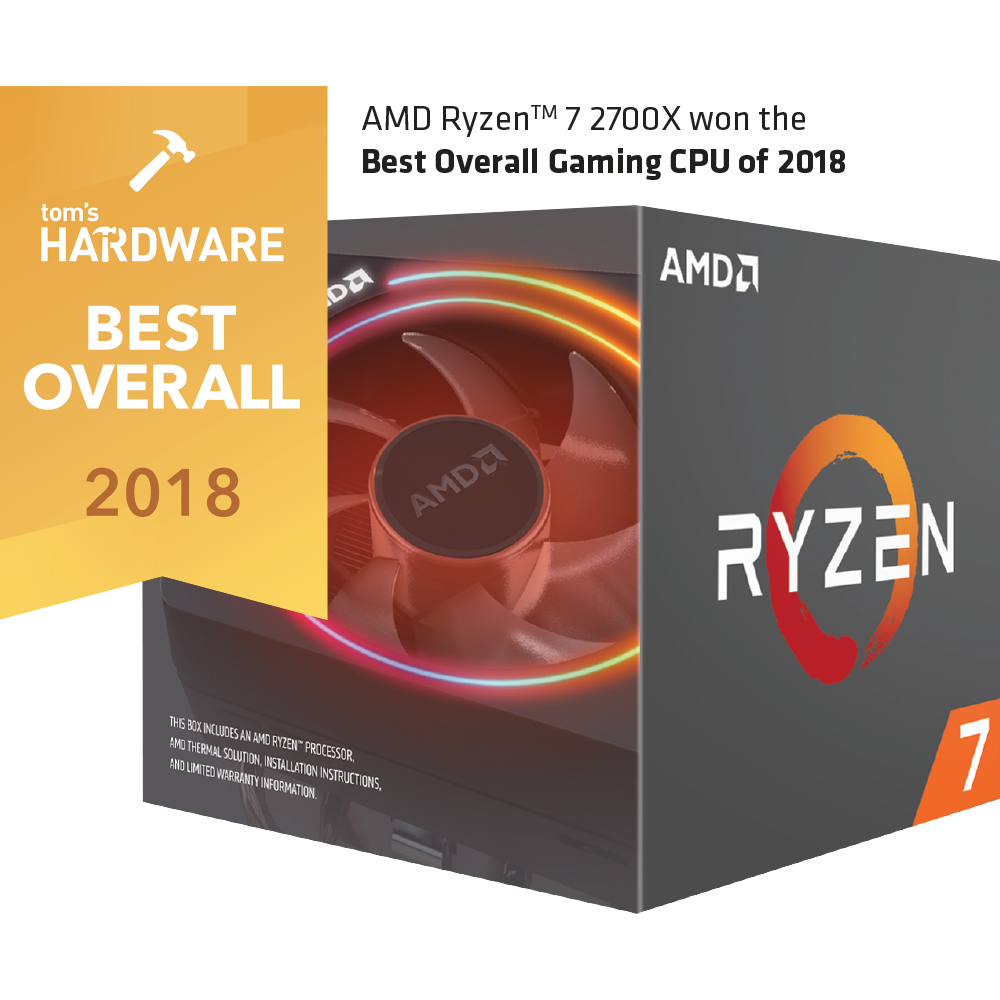 AMD Ryzen™ 7 2700X won the
Best Overall Gaming CPU of 2018
tom's
HARDWARE
BEST
OVERALL
2018
AMD
AMD
AMD
RYZEN
7
THIS BOX INCLUDES AN AMD RYZEN™ PROCESSOR,
AMD THERMAL SOLUTION, INSTALLATION INSTRUCTIONS,
AND LIMITED WARRANTY INFORMATION.